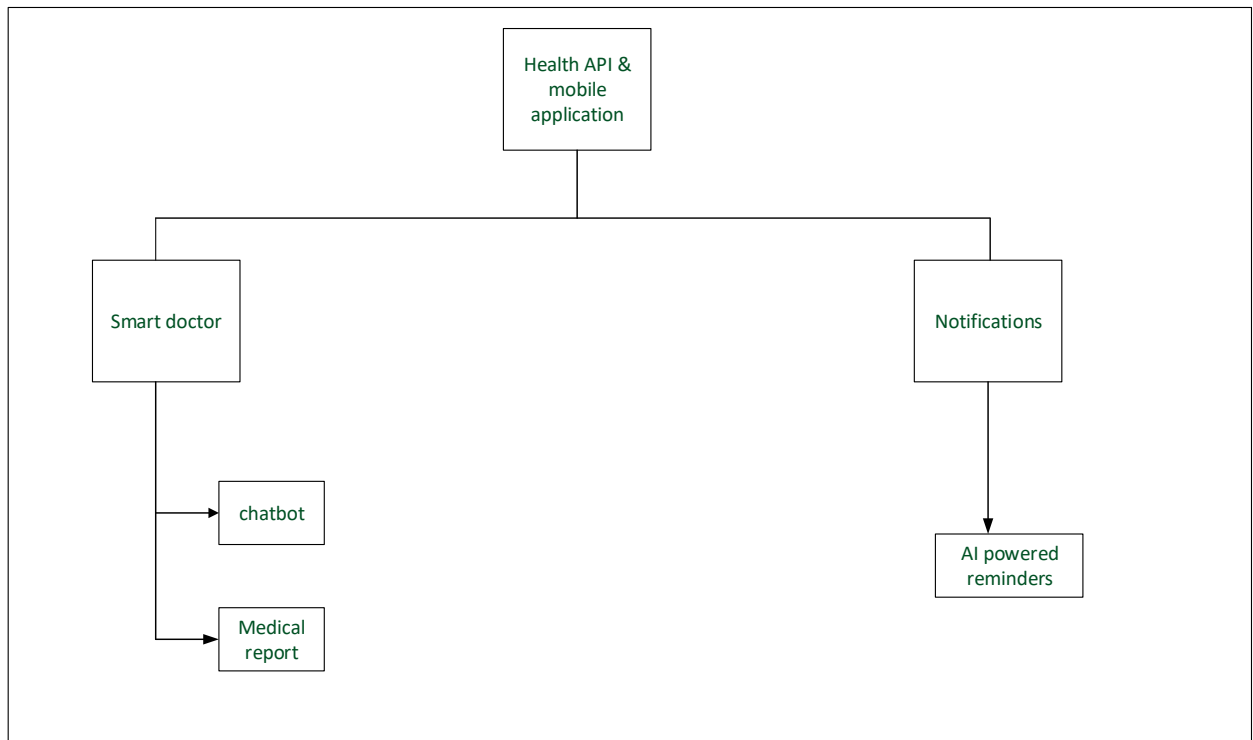 Health API &
mobile
application
Smart doctor
Notifications
chatbot
AI powered
reminders
Medical
report